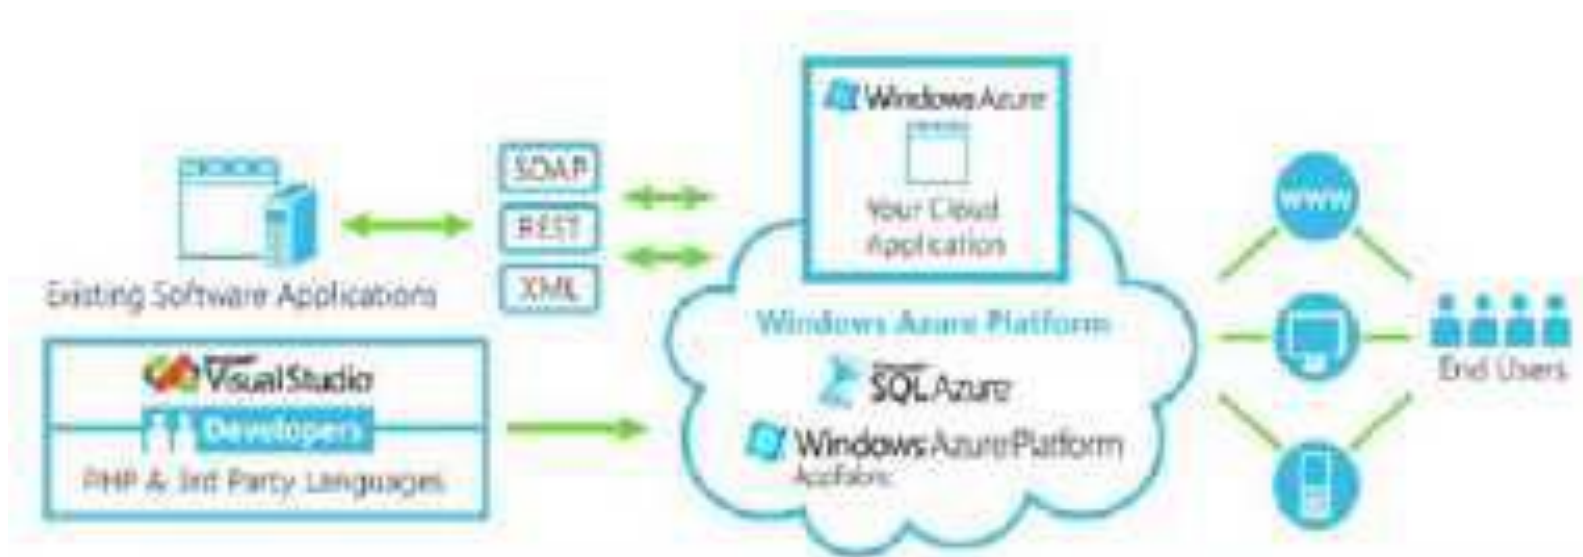 Windows Azure
Your Cloud
Application
SOAP
REST
XML
Existing Software Applications
Visual Studio
Developers
PHP & 3rd Party Languages
Windows Azure Platform
SQL Azure
Windows Azure Platform
AppFabric
www
End Users